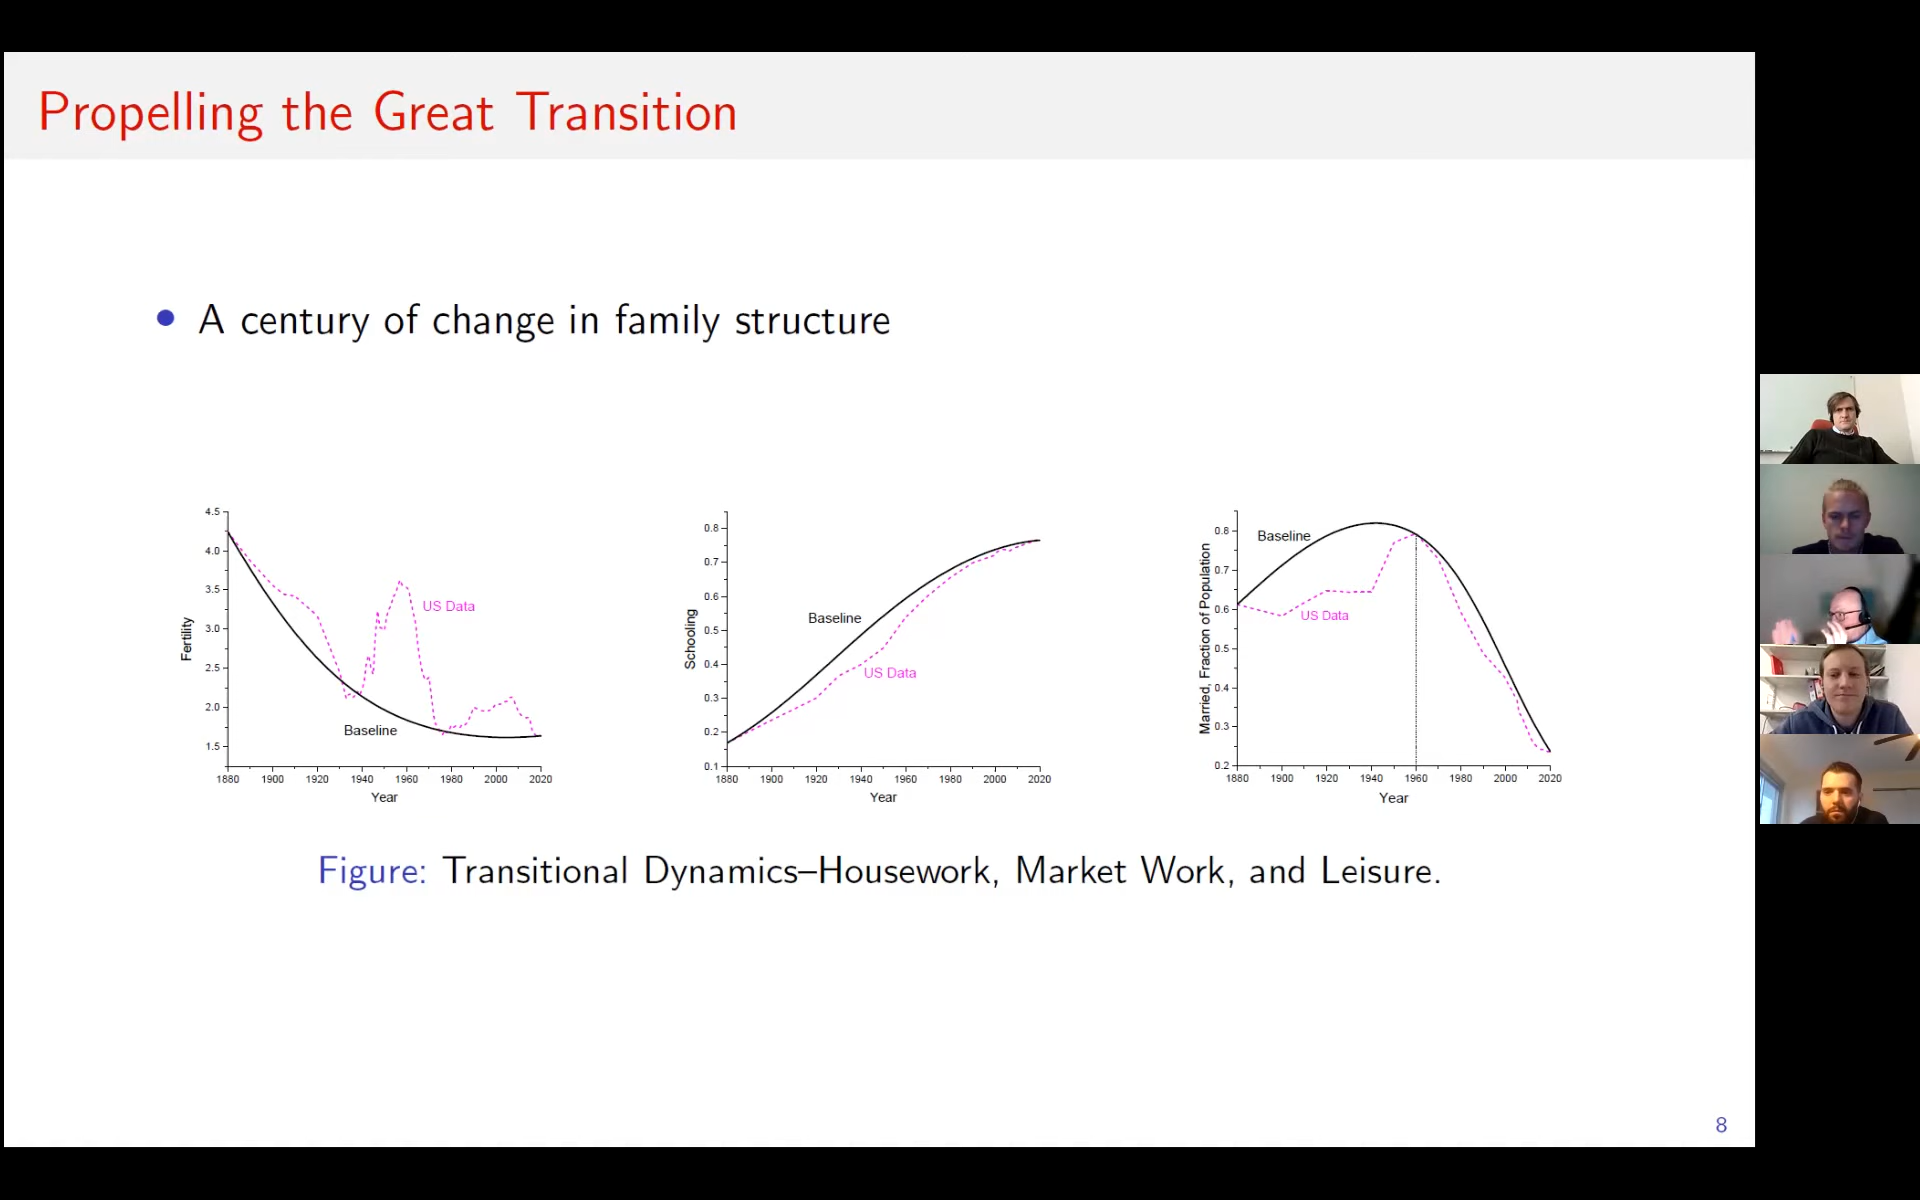 Propelling the Great Transition
• A century of change in family structure
4.5
4.0
3.5
3.0
2.5
2.0
1.5
Fertility
US Data
Baseline
1880 1900 1920 1940 1960 1980 2000 2020
Year
0.8
0.7
0.6
0.5
0.4
0.3
0.2
0.1
Schooling
Baseline
US Data
1880 1900 1920 1940 1960 1980 2000 2020
Year
0.8
0.7
0.6
0.5
0.4
0.3
0.2
Married, Fraction of Population
Baseline
US Data
1880 1900 1920 1940 1960 1980 2000 2020
Year
Figure: Transitional Dynamics–Housework, Market Work, and Leisure.
8